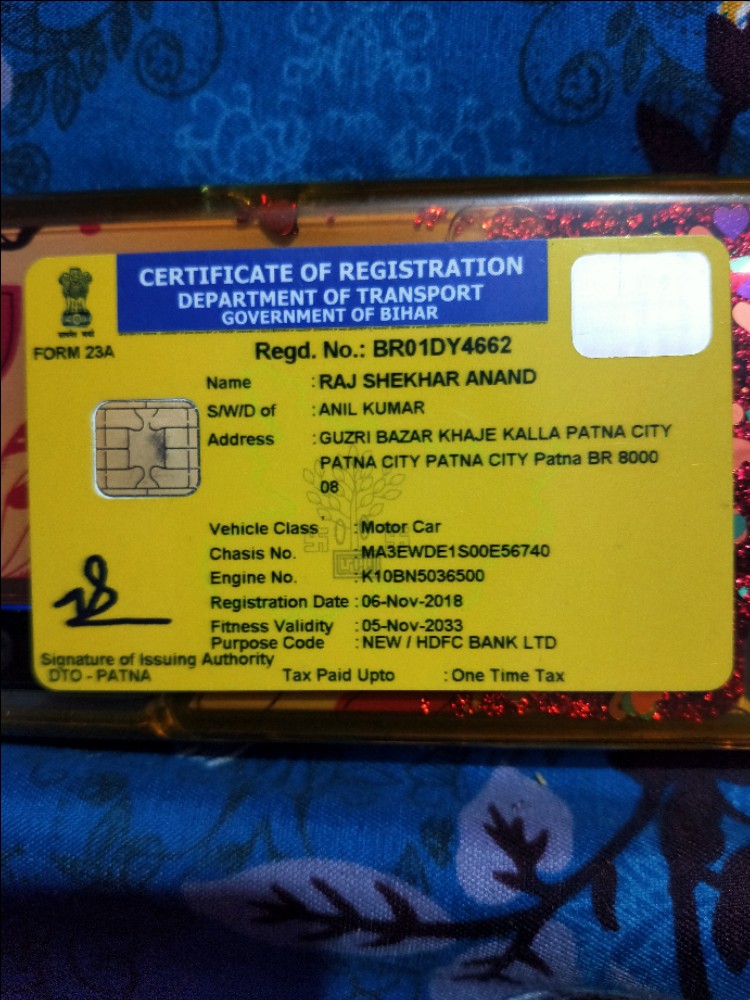 CERTIFICATE OF REGISTRATION
DEPARTMENT OF TRANSPORT
GOVERNMENT OF BIHAR
FORM 23A
Regd. No.: BR01DY4662
Name : RAJ SHEKHAR ANAND
S/W/D of : ANIL KUMAR
Address : GUZRI BAZAR KHAJE KALLA PATNA CITY
PATNA CITY PATNA CITY Patna BR 8000
08
Vehicle Class : Motor Car
Chasis No. : MA3EWDE1S00E56740
Engine No. : K10BN5036500
Registration Date : 06-Nov-2018
Fitness Validity : 05-Nov-2033
Purpose Code : NEW / HDFC BANK LTD
Signature of Issuing Authority
DTO - PATNA
Tax Paid Upto : One Time Tax